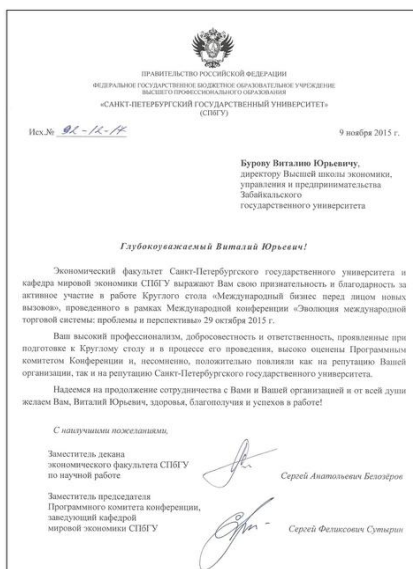 ПРАВИТЕЛЬСТВО РОССИЙСКОЙ ФЕДЕРАЦИИ
ФЕДЕРАЛЬНОЕ ГОСУДАРСТВЕННОЕ БЮДЖЕТНОЕ ОБРАЗОВАТЕЛЬНОЕ УЧРЕЖДЕНИЕ
ВЫСШЕГО ПРОФЕССИОНАЛЬНОГО ОБРАЗОВАНИЯ
«САНКТ-ПЕТЕРБУРГСКИЙ ГОСУДАРСТВЕННЫЙ УНИВЕРСИТЕТ»
(СПбГУ)
Исх.№ 92-12-17 9 ноября 2015 г.
Бурову Виталию Юрьевичу,
директору Высшей школы экономики,
управления и предпринимательства
Забайкальского
государственного университета
Глубокоуважаемый Виталий Юрьевич!
Экономический факультет Санкт-Петербургского государственного университета и
кафедра мировой экономики СПбГУ выражают Вам свою признательность и благодарность за
активное участие в работе Круглого стола «Международный бизнес перед лицом новых
вызовов», проведенного в рамках Международной конференции «Эволюция международной
торговой системы: проблемы и перспективы» 29 октября 2015 г.
Ваш высокий профессионализм, добросовестность и ответственность, проявленные при
подготовке к Круглому столу и в процессе его проведения, высоко оценены Программным
комитетом Конференции и, несомненно, положительно повлияли как на репутацию Вашей
организации, так и на репутацию Санкт-Петербургского государственного университета.
Надеемся на продолжение сотрудничества с Вами и Вашей организацией и от всей души
желаем Вам, Виталий Юрьевич, здоровья, благополучия и успехов в работе!
С наилучшими пожеланиями,
Заместитель декана
экономического факультета СПбГУ
по научной работе Сергей Анатольевич Белозёров
Заместитель председателя
Программного комитета конференции,
заведующий кафедрой
мировой экономики СПбГУ Сергей Феликсович Сутырин